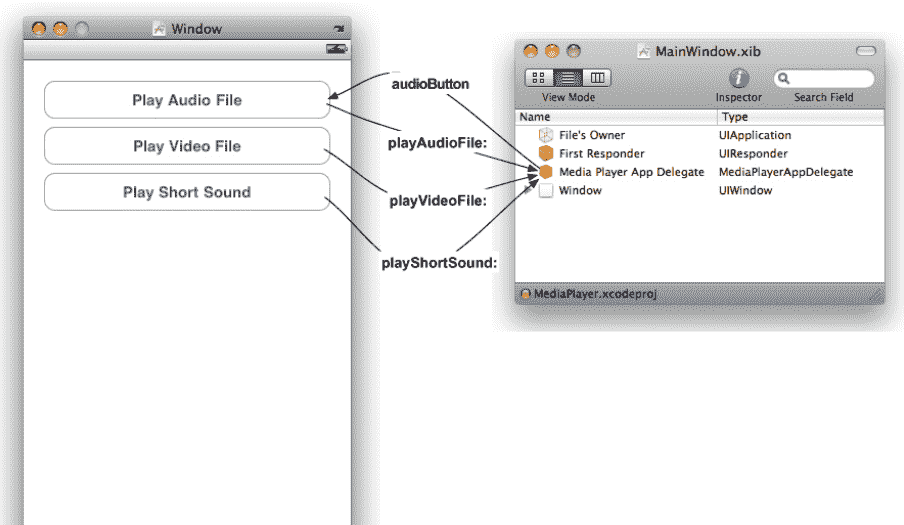 Window
Play Audio File
Play Video File
Play Short Sound
audioButton
playAudioFile:
playVideoFile:
playShortSound:
MainWindow.xib
View Mode
Inspector
Search Field
Name Type
File's Owner UIApplication
First Responder UIResponder
Media Player App Delegate MediaPlayerAppDelegate
Window UIWindow
MediaPlayer.xcodeproj